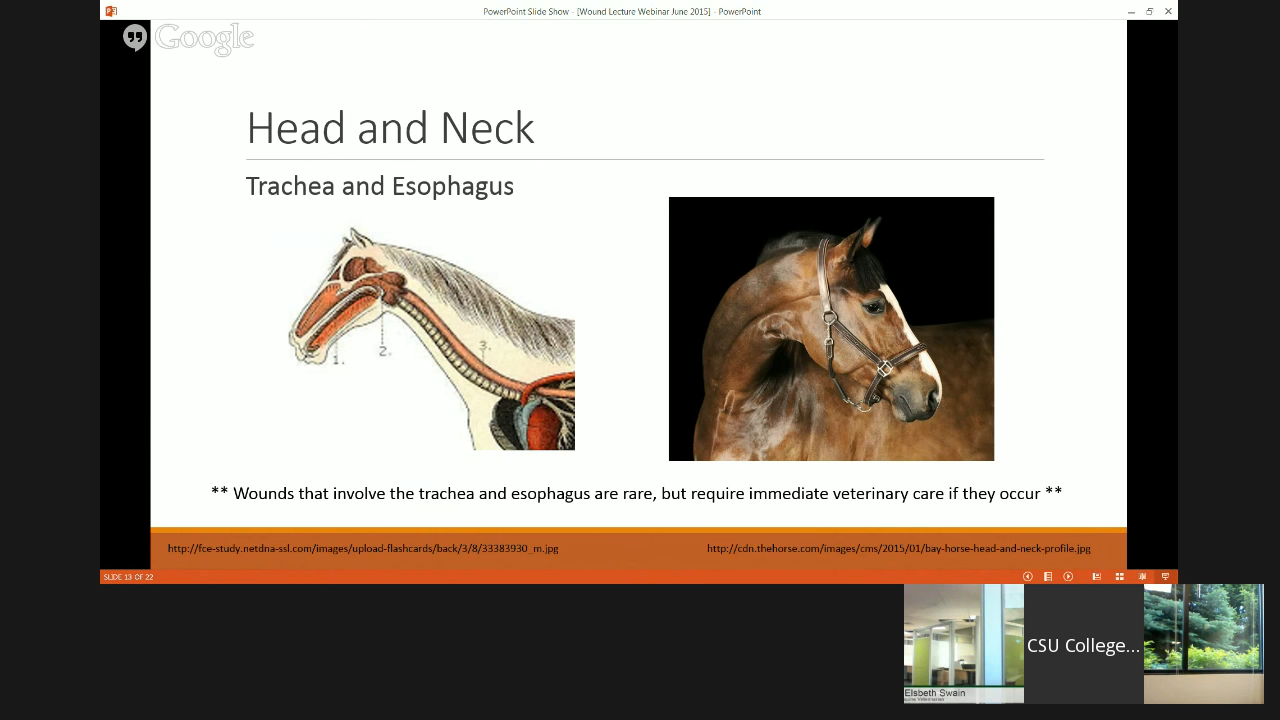 PowerPoint Slide Show - [Wound Lecture Webinar June 2015] - PowerPoint
Google
Head and Neck
Trachea and Esophagus
1.
2.
3.
** Wounds that involve the trachea and esophagus are rare, but require immediate veterinary care if they occur **
http://fce-study.netdna-ssl.com/images/upload-flashcards/back/3/8/33383930_m.jpg
http://cdn.thehorse.com/images/cms/2015/01/bay-horse-head-and-neck-profile.jpg
SLIDE 13 OF 22
Elsbeth Swain
CSU College...